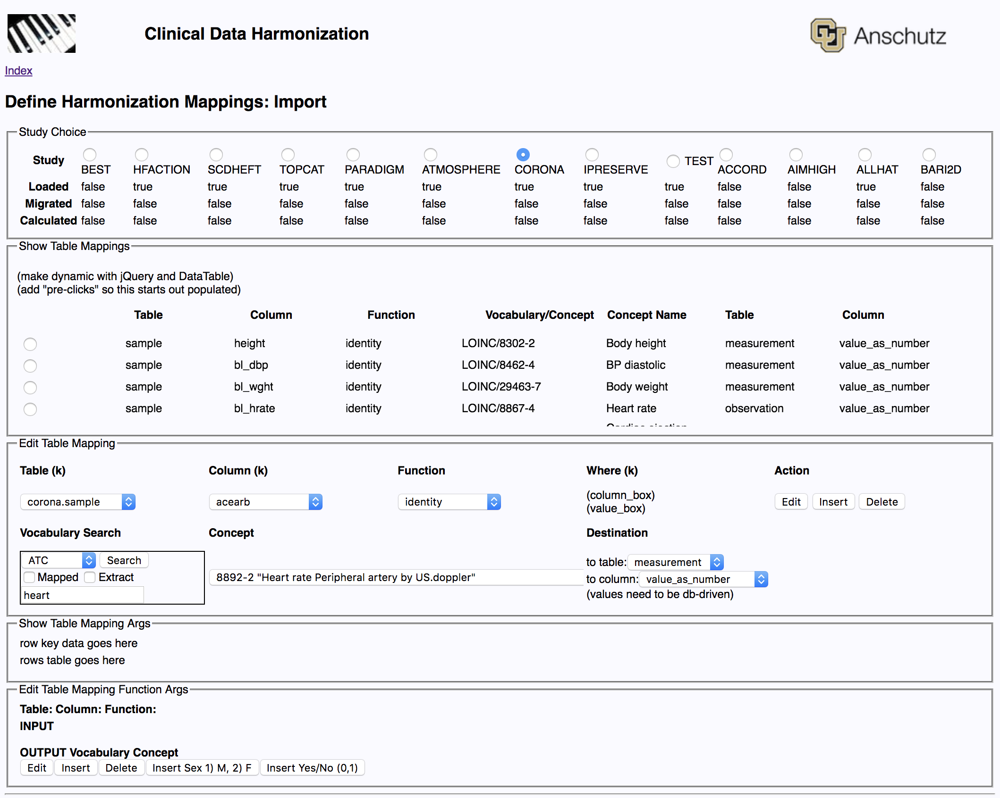 Clinical Data Harmonization
Anschutz
Index
Define Harmonization Mappings: Import
Study Choice
Study BEST HFACTION SCDHEFT TOPCAT PARADIGM ATMOSPHERE CORONA IPRESERVE TEST ACCORD AIMHIGH ALLHAT BARI2D
Loaded false true true true true true true true true false false true false
Migrated false false false false false false false false false false false false false
Calculated false false false false false false false false false false false false false
Show Table Mappings
(make dynamic with jQuery and DataTable)
(add "pre-clicks" so this starts out populated)
Table Column Function Vocabulary/Concept Concept Name Table Column
sample height identity LOINC/8302-2 Body height measurement value_as_number
sample bl_dbp identity LOINC/8462-4 BP diastolic measurement value_as_number
sample bl_wght identity LOINC/29463-7 Body weight measurement value_as_number
sample bl_hrate identity LOINC/8867-4 Heart rate observation value_as_number
Cardiac ejection
Edit Table Mapping
Table (k) Column (k) Function Where (k) Action
corona.sample acearb identity (column_box) Edit Insert Delete
(value_box)
Vocabulary Search Concept Destination
ATC Search to table: measurement
Mapped Extract 8892-2 "Heart rate Peripheral artery by US.doppler" to column: value_as_number
heart (values need to be db-driven)
Show Table Mapping Args
row key data goes here
rows table goes here
Edit Table Mapping Function Args
Table: Column: Function:
INPUT
OUTPUT Vocabulary Concept
Edit Insert Delete Insert Sex 1) M, 2) F Insert Yes/No (0,1)